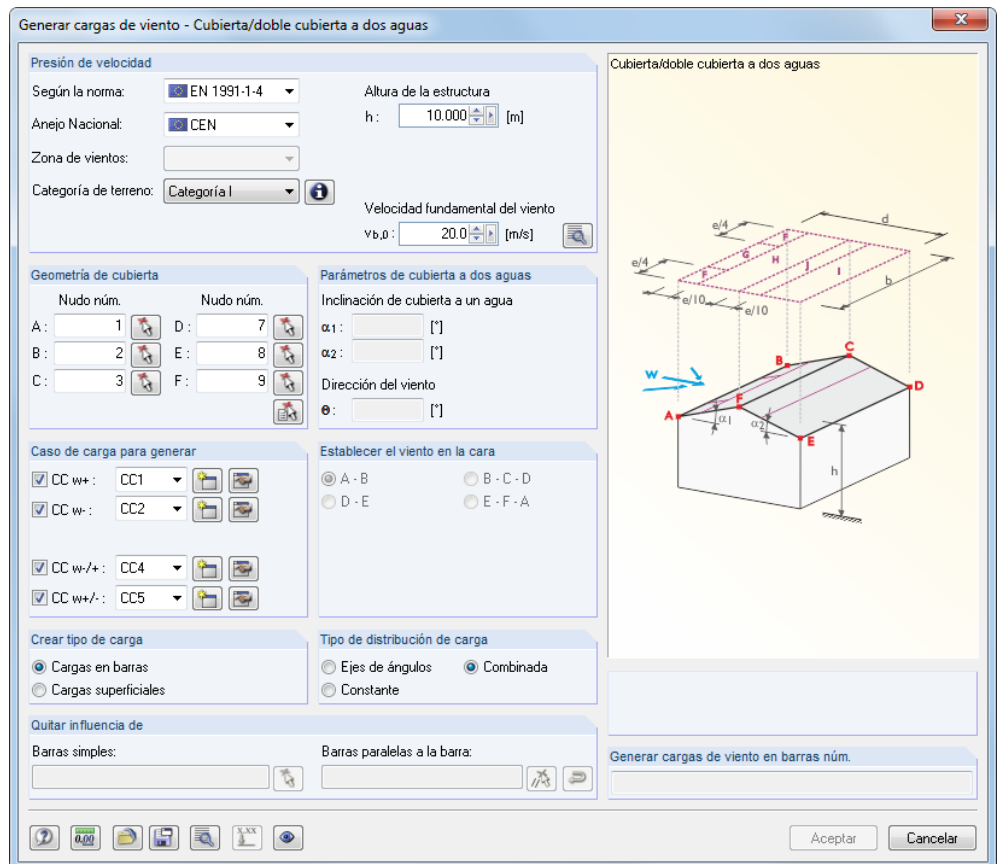 Generar cargas de viento - Cubierta/doble cubierta a dos aguas
Presión de velocidad
Según la norma: EN 1991-1-4
Anejo Nacional: CEN
Zona de vientos:
Categoría de terreno: Categoría I
Altura de la estructura
h: 10.000 [m]
Velocidad fundamental del viento
vb,0: 20.0 [m/s]
Geometría de cubierta
Nudo núm. Nudo núm.
A: 1 D: 7
B: 2 E: 8
C: 3 F: 9
Parámetros de cubierta a dos aguas
Inclinación de cubierta a un agua
α1: [°]
α2: [°]
Dirección del viento
θ: [°]
Caso de carga para generar
CC w+: CC1
CC w-: CC2
CC w-/+: CC4
CC w+/-: CC5
Establecer el viento en la cara
A - B B - C - D
D - E E - F - A
Crear tipo de carga
Cargas en barras
Cargas superficiales
Tipo de distribución de carga
Ejes de ángulos Combinada
Constante
Quitar influencia de
Barras simples: Barras paralelas a la barra:
Cubierta/doble cubierta a dos aguas
e/4
d
F
G
H
e/4
F
J
I
b
e/10
e/10
C
B
W
D
F
A
α1
α2
E
h
Generar cargas de viento en barras núm.
0.00
x.xx
Aceptar Cancelar